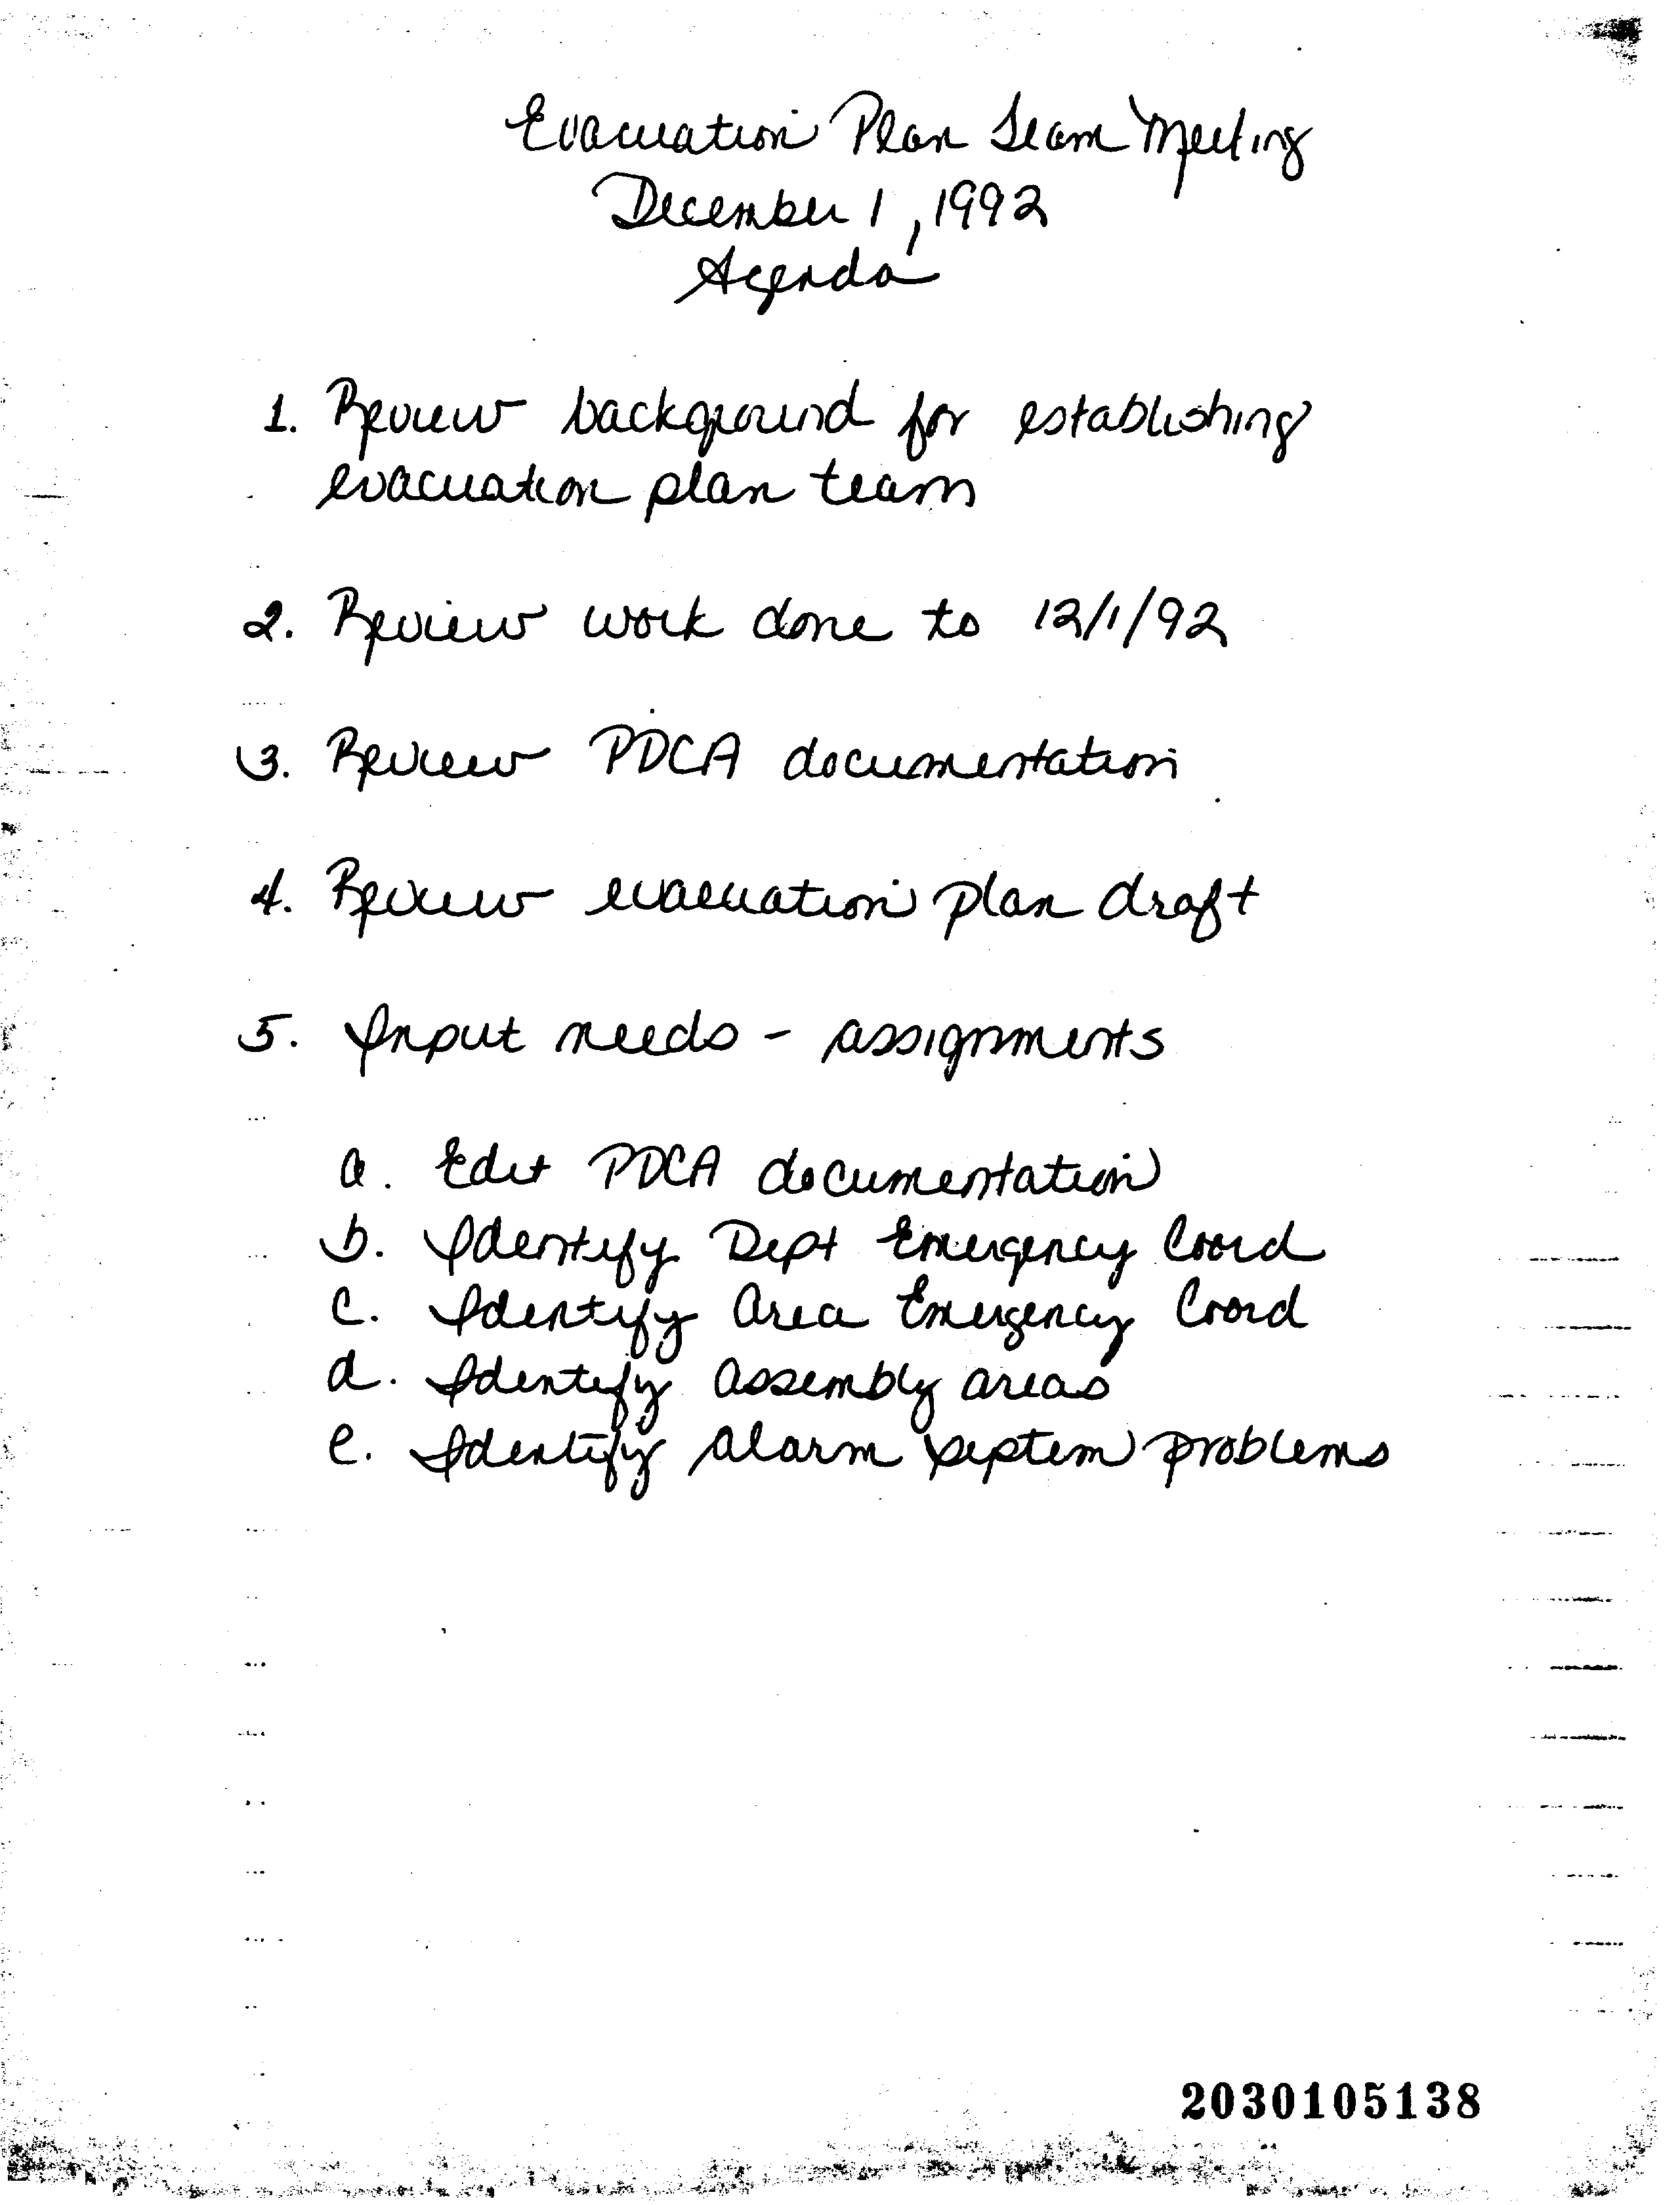 Evacuation Plan Team Meeting
December 1, 1992
Agenda
1. Review background for establishing
evacuation plan team
2. Review work done to 12/1/92
3. Review PDCA documentation
4. Review evacuation plan draft
5. Input needs - assignments
a. Edit PDCA documentation
b. Identify Dept Emergency Coord
c. Identify Area Emergency Coord
d. Identify assembly areas
e. Identify alarm system problems
2030105138